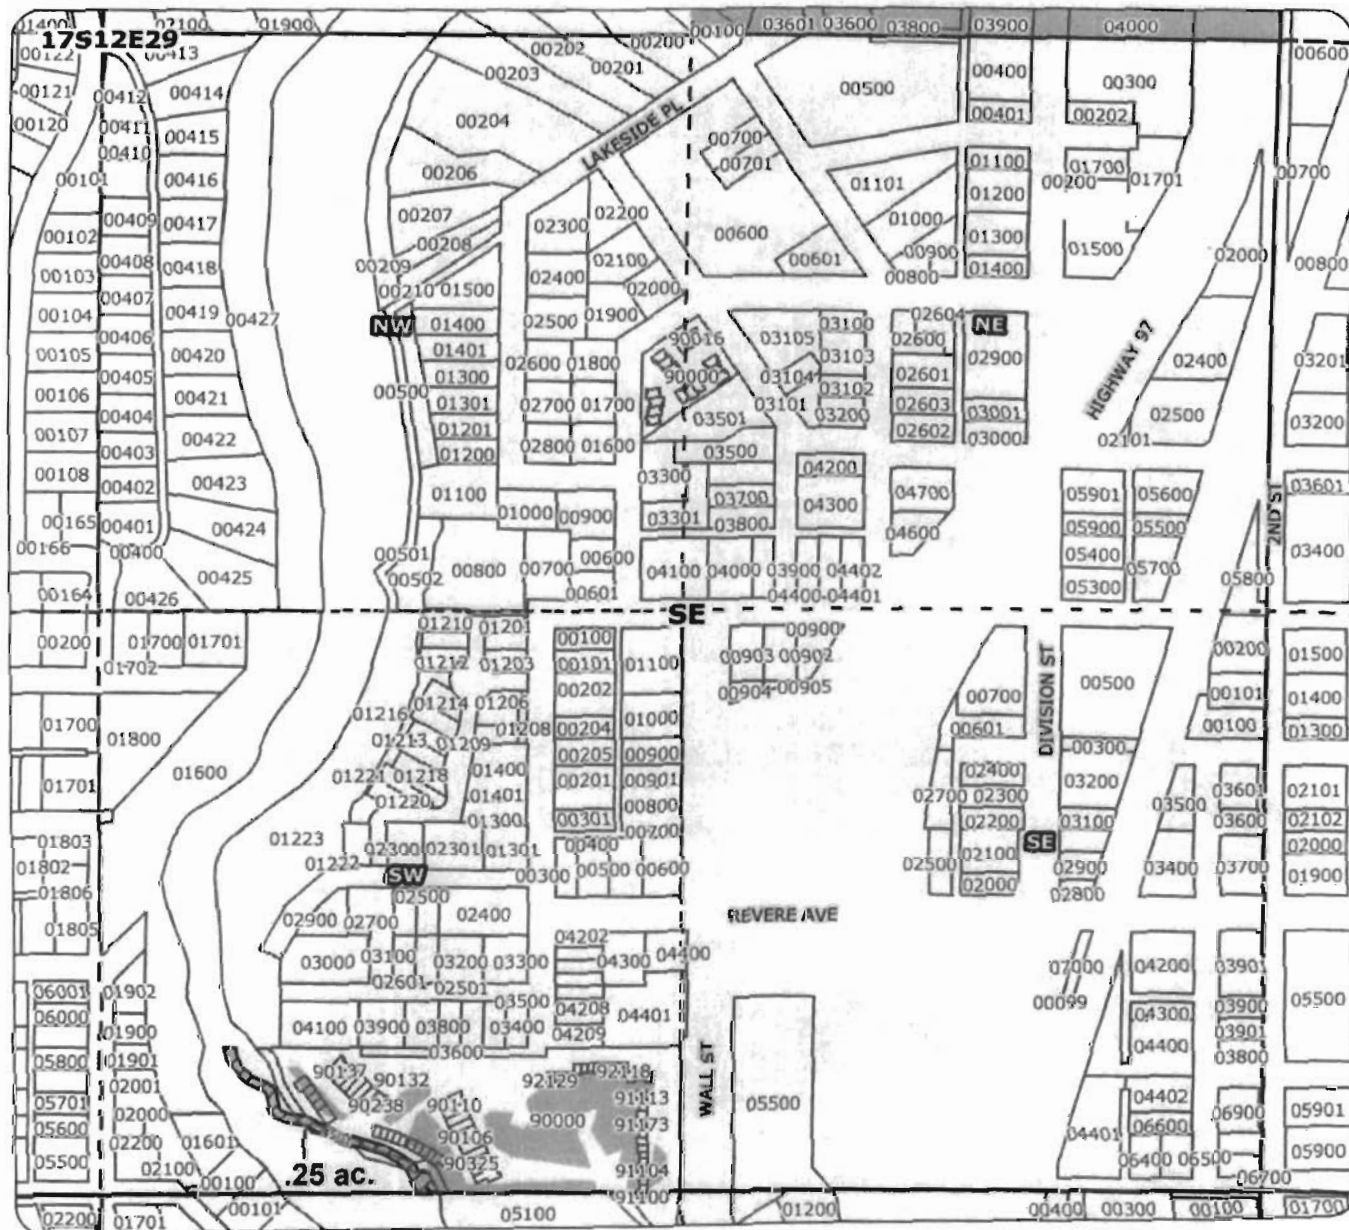 01400 02100 01900 00202 00200 00100 03601 03600 03800 03900 04000
17S12E29
00122 00413 00203 00201 00500 00400 00300 00600
00121 00412 00414 00401 00202
00120 00411 00415 00204 LAKESIDE PL 00700
00410 00701 01100 01700
00101 00416 00206 01101 01200 00200 01701 00700
00409 00417 00207 02300 02200 01000
00102 00208 00600 01300 01500
00408 00418 02100 00900 02000
00103 00209 02400 00601 01400 00800
00407 00210 01500 02000 00800
00104 00419 00427 NW 01400 02500 01900 90016 03105 03100 02604 NE
00406 01401 02600 03103 02900 HIGHWAY 97 03201
00105 00420 02600 01800 02400
00405 01300 90000 03104 02601
00106 00421 00500 03102
00404 01301 02700 01700 03101 02603 03001 02500 03200
00107 00422 01201 03501 03200 02602 03000 02101
00403 01200 02800 01600 03500
00108 00423 03300 04200
00402 01100 03700 04300 04700 05901 05600 2ND ST 03601
00165 00401 00424 01000 00900 03301 03800 04600 05900 05500
00166 00400 00501 00600 05400 03400
00425 00502 00800 00700 04100 04000 03900 04402 05700
00164 00426 00601 04400 04401 05300 05800
SE
00200 01700 01701 01210 01201 00100 00900 00200 01500
01702 01212 01203 00101 01100 00903 00902 DIVISION ST
00202 00904 00905 00700 00500 00101 01400
01700 01216 01214 01206 00204 01000 00601 00100 01300
01800 01213 01209 01208 00205 00900 00300
01701 01600 01221 01218 01400 00201 00901 02400 03200 03601 02101
01220 01401 00800 02700 02300 03500
01300 00301 00700 02200 03100 03600 02102
01803 01223 02300 02301 01301 00400 SE 02000
01802 01222 SW 00300 00500 00600 02500 02100 02900 03400 03700 01900
01806 02500 02000 02800
01805 02900 02700 02400 REVERE AVE
04202
03000 03100 03200 03300 04300 04400 07000 04200 03901
06001 01902 02601 02501 03500 00099 05500
06000 04208 03900
01900 04100 03900 03800 03400 04209 04401 04300 03901
05800 01901 03600 04400 03800
02001 90137 90132 92129 92118 WALL ST
05701 90238 90110 91113 05500 04402 06900 05901
05600 02000 90000 91173 06600
02200 01601 90106 04401
05500 02100 90325 91104 06400 06500 05900
00100 .25 ac. 91100 06700
02200 01701 00101 05100 01200 00400 00300 00100 01700